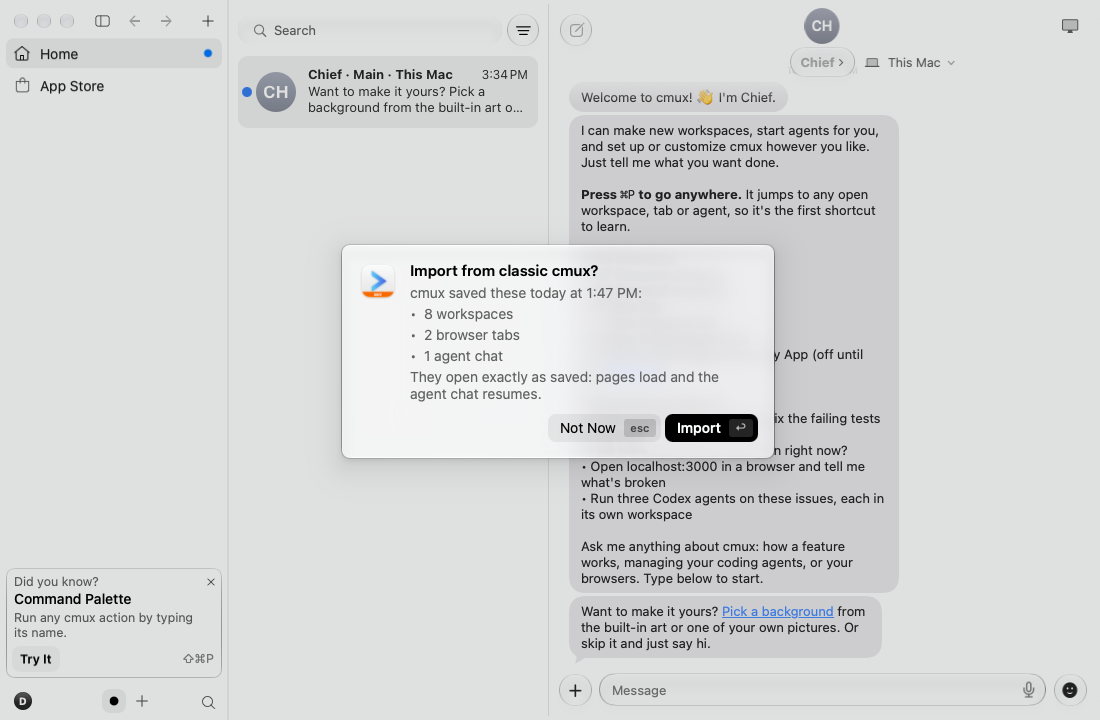 Home
App Store
Did you know?
Command Palette
Run any cmux action by typing
its name.
Try It
⇧⌘P
D
Search
CH
Chief · Main · This Mac
3:34 PM
Want to make it yours? Pick a
background from the built-in art o...
CH
Chief
This Mac
Welcome to cmux! 👋 I'm Chief.
I can make new workspaces, start agents for you,
and set up or customize cmux however you like.
Just tell me what you want done.
Press ⌘P to go anywhere. It jumps to any open
workspace, tab or agent, so it's the first shortcut
to learn.
Import from classic cmux?
cmux saved these today at 1:47 PM:
• 8 workspaces
• 2 browser tabs
• 1 agent chat
They open exactly as saved: pages load and the
agent chat resumes.
Not Now
esc
Import
App (off until
the failing tests
right now?
• Open localhost:3000 in a browser and tell me
what's broken
• Run three Codex agents on these issues, each in
its own workspace
Ask me anything about cmux: how a feature
works, managing your coding agents, or your
browsers. Type below to start.
Want to make it yours? Pick a background from
the built-in art or one of your own pictures. Or
skip it and just say hi.
Message